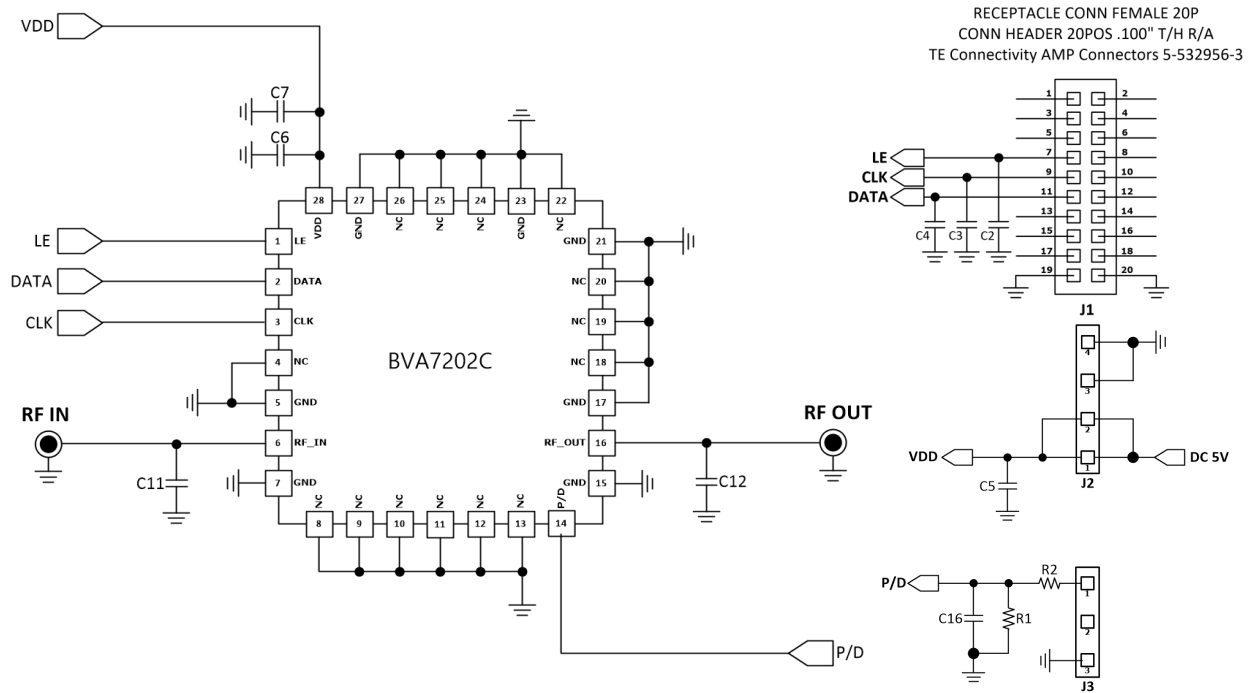 RECEPTACLE CONN FEMALE 20P
CONN HEADER 20POS .100" T/H R/A
TE Connectivity AMP Connectors 5-532956-3
VDD
C7
C6
28
27
26
25
24
23
22
VDD
GND
NC
NC
NC
GND
NC
LE
1
LE
DATA
2
DATA
CLK
3
CLK
4
NC
5
GND
RF IN
6
RF_IN
C11
7
GND
BVA7202C
GND
21
NC
20
NC
19
NC
18
GND
17
RF OUT
RF_OUT
16
C12
GND
15
NC
NC
NC
NC
NC
NC
P/D
8
9
10
11
12
13
14
P/D
1
2
3
4
5
6
LE
7
8
CLK
9
10
DATA
11
12
13
14
C4
C3
C2
15
16
17
18
19
20
J1
4
3
2
VDD
1
DC 5V
C5
J2
P/D
R2
1
C16
R1
2
3
J3